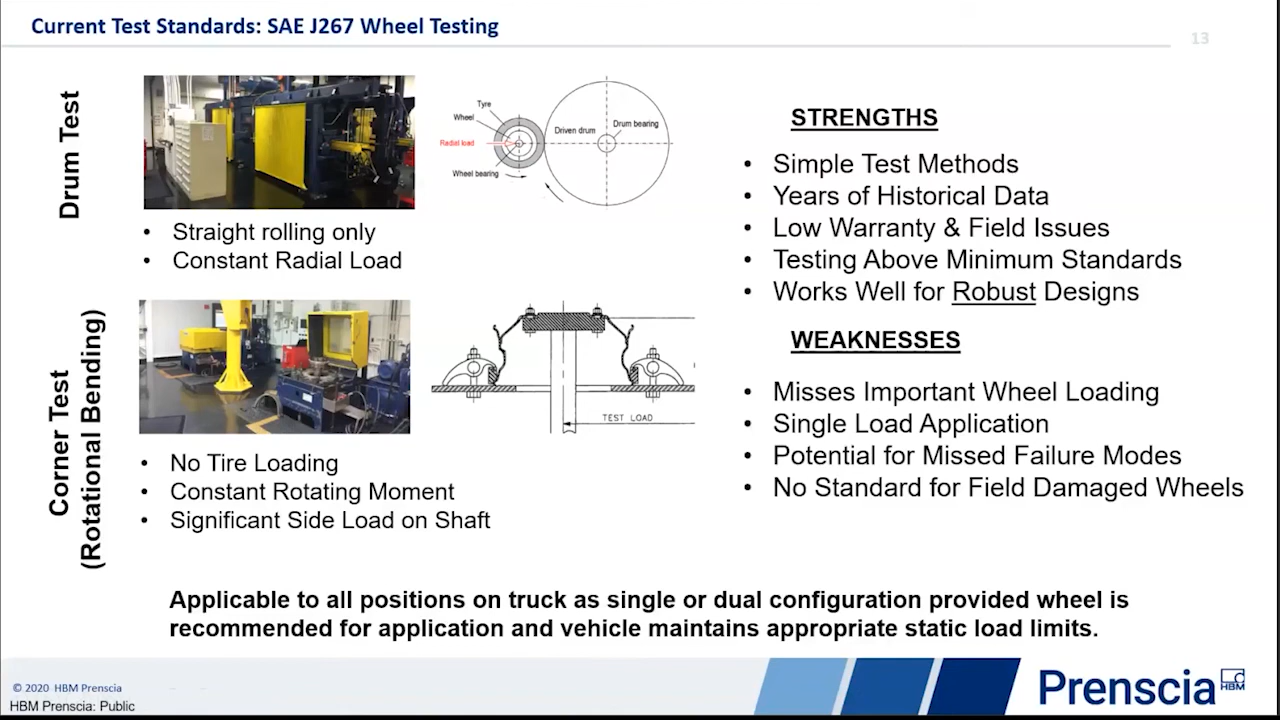 Current Test Standards: SAE J267 Wheel Testing
13
Drum Test
Tyre
Wheel
Radial load
Wheel bearing
Driven drum
Drum bearing
• Straight rolling only
• Constant Radial Load
Corner Test
(Rotational Bending)
TEST LOAD
• No Tire Loading
• Constant Rotating Moment
• Significant Side Load on Shaft
STRENGTHS
• Simple Test Methods
• Years of Historical Data
• Low Warranty & Field Issues
• Testing Above Minimum Standards
• Works Well for Robust Designs
WEAKNESSES
• Misses Important Wheel Loading
• Single Load Application
• Potential for Missed Failure Modes
• No Standard for Field Damaged Wheels
Applicable to all positions on truck as single or dual configuration provided wheel is
recommended for application and vehicle maintains appropriate static load limits.
© 2020 HBM Prenscia
HBM Prenscia: Public
Prenscia
HBM